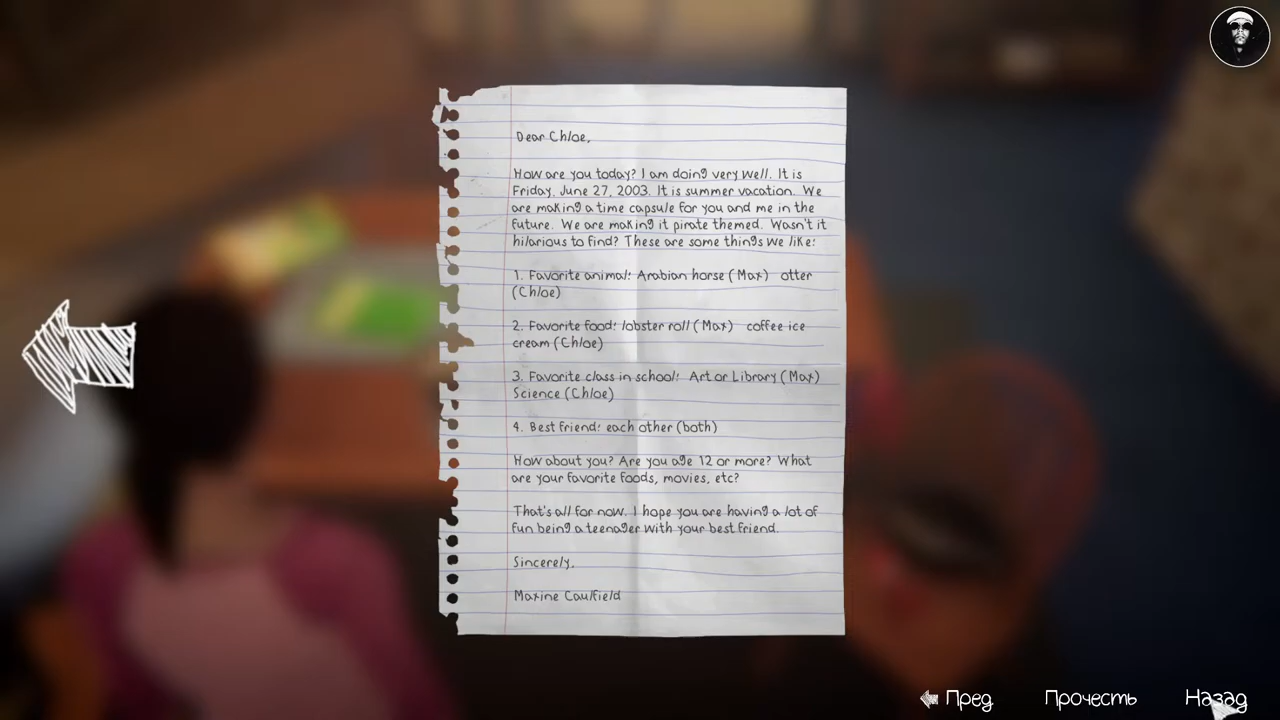 Dear Chloe,
How are you today? I am doing very well. It is
Friday, June 27, 2003. It is summer vacation. We
are making a time capsule for you and me in the
future. We are making it pirate themed. Wasn't it
hilarious to find? These are some things we like:
1. Favorite animal: Arabian horse (Max) otter
(Chloe)
2. Favorite food: lobster roll (Max) coffee ice
cream (Chloe)
3. Favorite class in school: Art or Library (Max)
Science (Chloe)
4. Best friend: each other (both)
How about you? Are you age 12 or more? What
are your favorite foods, movies, etc?
That's all for now. I hope you are having a lot of
fun being a teenager with your best friend.
Sincerely,
Maxine Caulfield
Пред Прочесть Назад